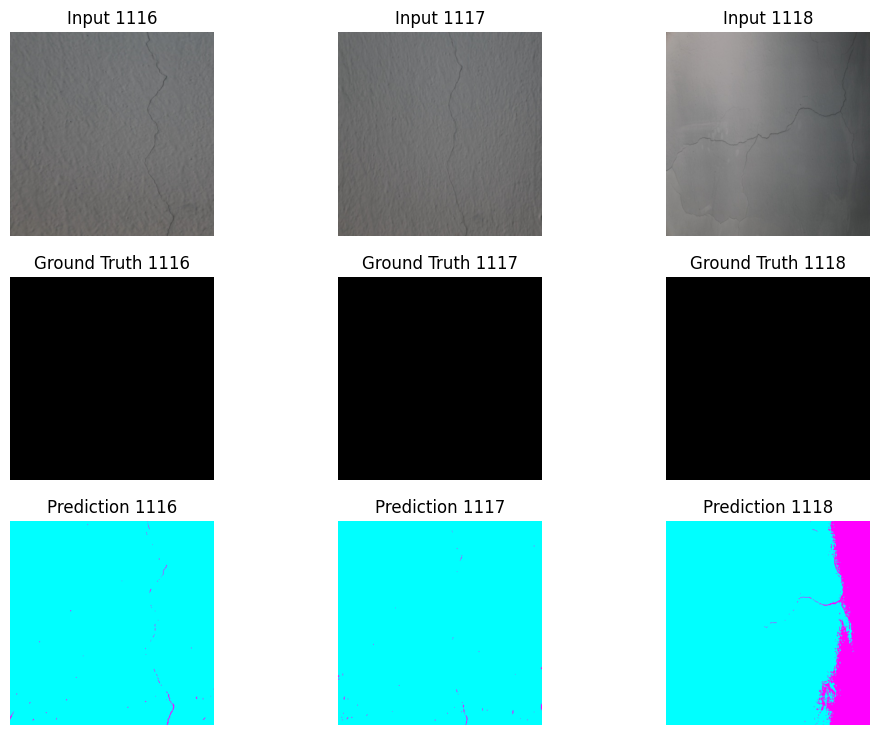 Input 1116
Input 1117
Input 1118
Ground Truth 1116
Ground Truth 1117
Ground Truth 1118
Prediction 1116
Prediction 1117
Prediction 1118